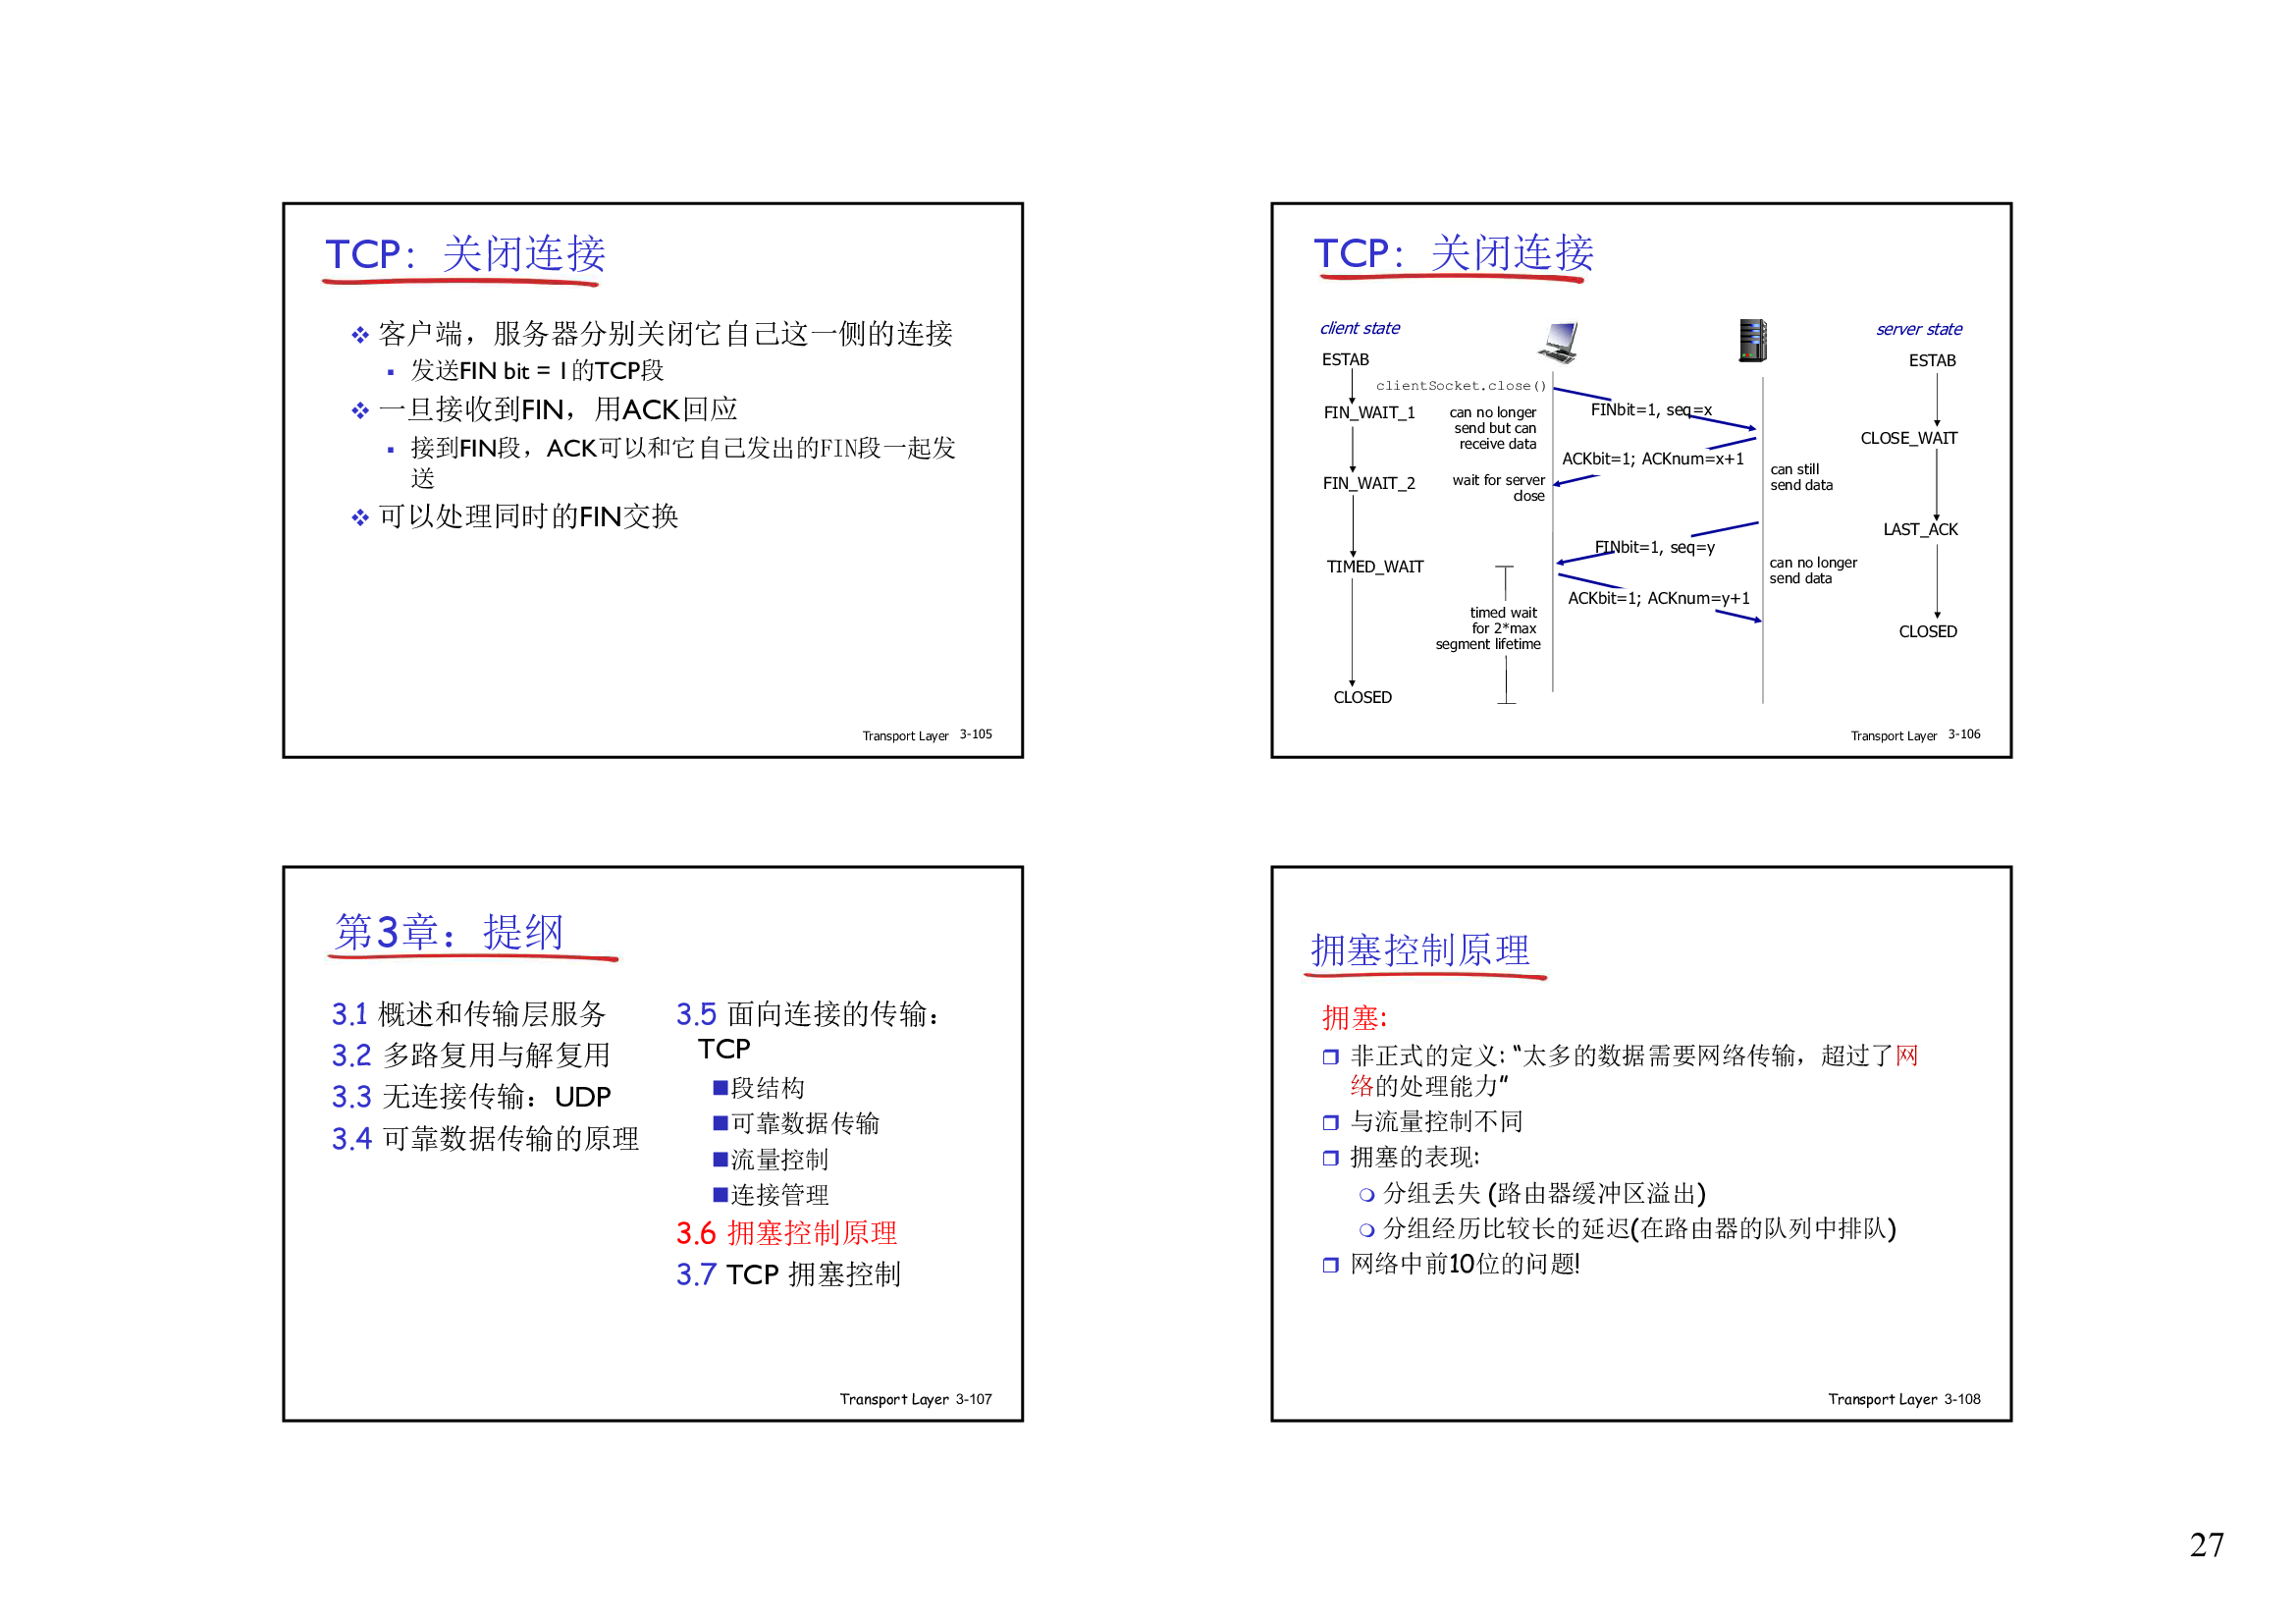 TCP：关闭连接
客户端，服务器分别关闭它自己这一侧的连接
发送FIN bit = 1的TCP段
一旦接收到FIN，用ACK回应
接到FIN段，ACK可以和它自己发出的FIN段一起发
送
可以处理同时的FIN交换
Transport Layer 3-105
TCP：关闭连接
client state
server state
ESTAB
ESTAB
clientSocket.close()
FIN_WAIT_1
can no longer
send but can
receive data
FINbit=1, seq=x
CLOSE_WAIT
ACKbit=1; ACKnum=x+1
can still
send data
FIN_WAIT_2
wait for server
close
LAST_ACK
FINbit=1, seq=y
can no longer
send data
TIMED_WAIT
ACKbit=1; ACKnum=y+1
timed wait
for 2*max
segment lifetime
CLOSED
CLOSED
Transport Layer 3-106
第3章：提纲
3.1 概述和传输层服务
3.2 多路复用与解复用
3.3 无连接传输：UDP
3.4 可靠数据传输的原理
3.5 面向连接的传输：
TCP
段结构
可靠数据传输
流量控制
连接管理
3.6 拥塞控制原理
3.7 TCP 拥塞控制
Transport Layer 3-107
拥塞控制原理
拥塞:
非正式的定义: “太多的数据需要网络传输，超过了网
络的处理能力”
与流量控制不同
拥塞的表现:
分组丢失 (路由器缓冲区溢出)
分组经历比较长的延迟(在路由器的队列中排队)
网络中前10位的问题!
Transport Layer 3-108
27